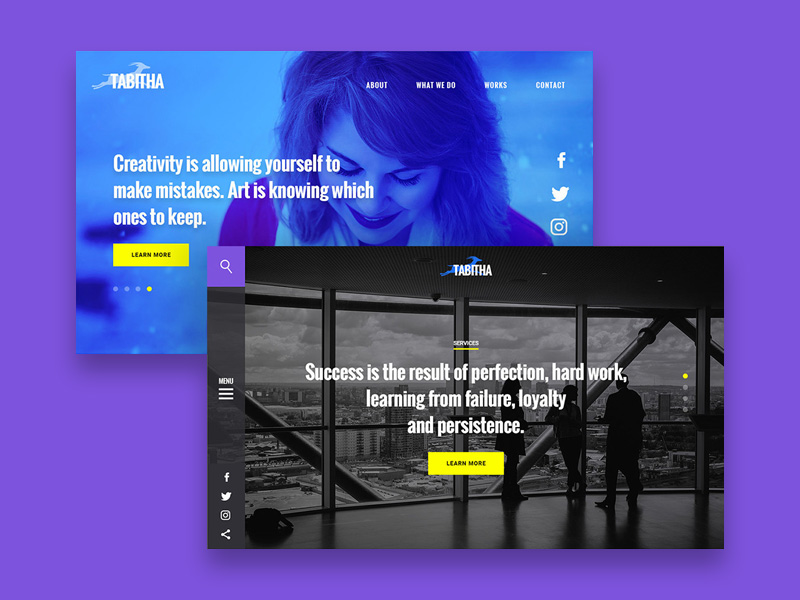 TABITHA
ABOUT
WHAT WE DO
WORKS
CONTACT
Creativity is allowing yourself to
make mistakes. Art is knowing which
ones to keep.
LEARN MORE
TABITHA
SERVICES
MENU
Success is the result of perfection, hard work,
learning from failure, loyalty
and persistence.
LEARN MORE